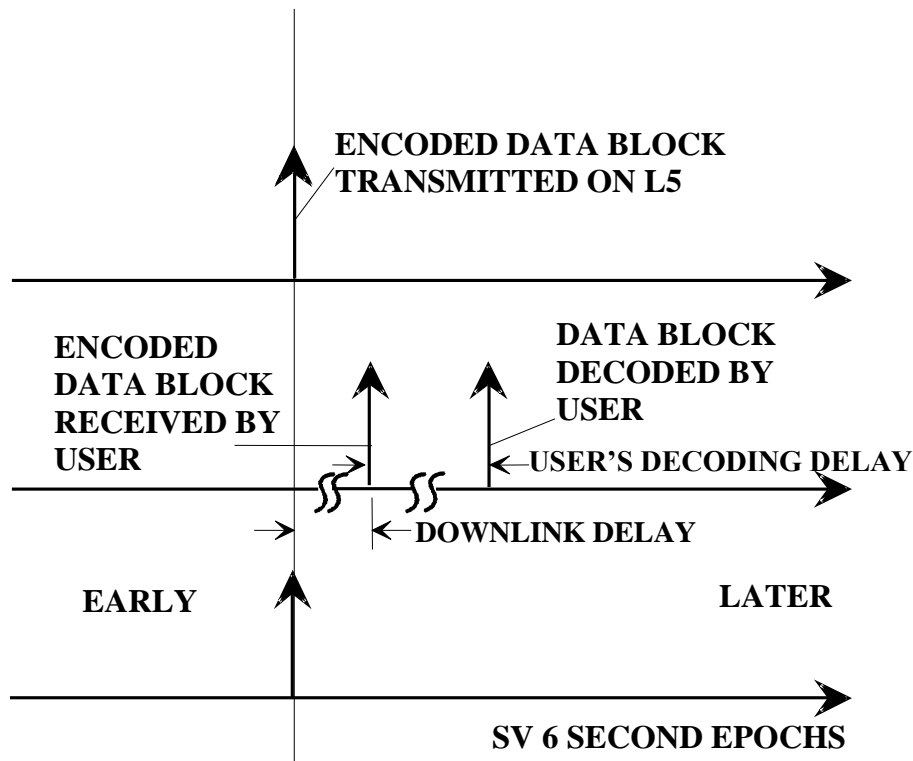 ENCODED DATA BLOCK
TRANSMITTED ON L5
ENCODED
DATA BLOCK
RECEIVED BY
USER
DATA BLOCK
DECODED BY
USER
USER'S DECODING DELAY
DOWNLINK DELAY
EARLY
LATER
SV 6 SECOND EPOCHS